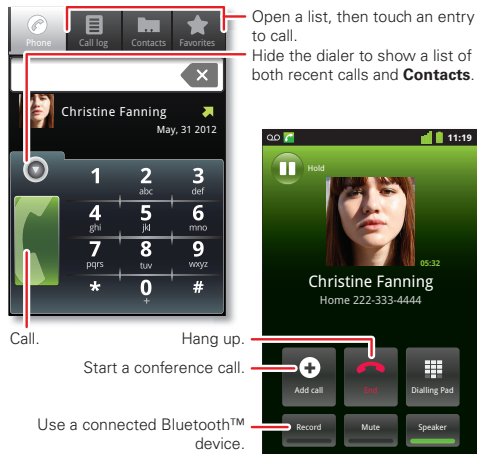 Phone Call log Contacts Favorites
Open a list, then touch an entry
to call.
Hide the dialer to show a list of
both recent calls and Contacts.
Christine Fanning
May, 31 2012
1 2 3
abc def
4 5 6
ghi jkl mno
7 8 9
pqrs tuv wxyz
* 0 #
+
Call.
11:19
Hold
05:32
Christine Fanning
Home 222-333-4444
Hang up.
Start a conference call.
Add call End Dialling Pad
Use a connected Bluetooth™
device.
Record Mute Speaker